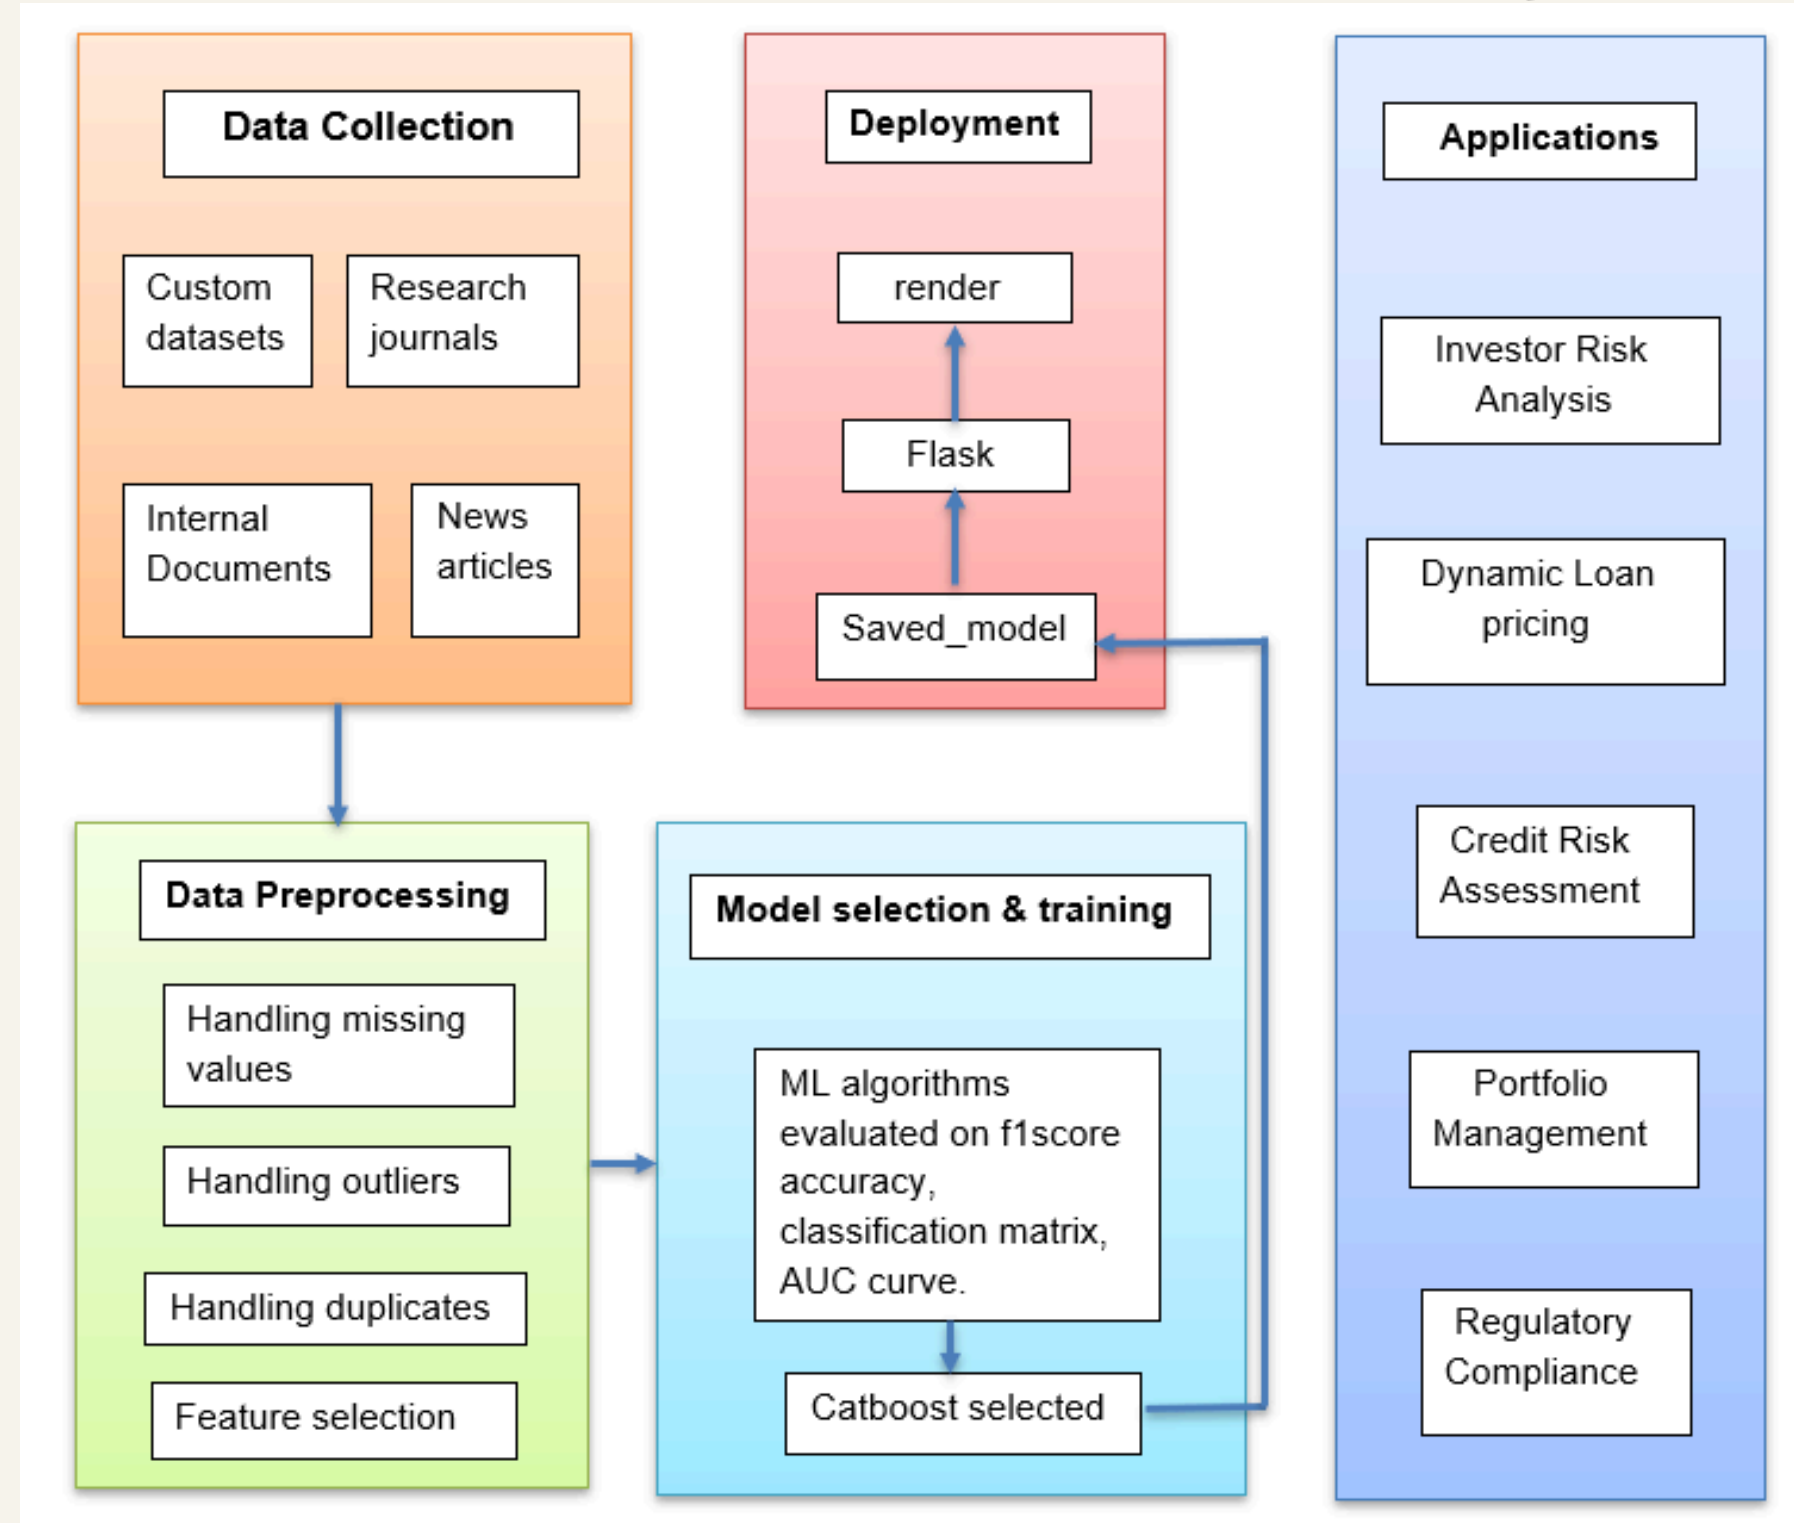 Data Collection
Custom
datasets
Research
journals
Internal
Documents
News
articles
Data Preprocessing
Handling missing
values
Handling outliers
Handling duplicates
Feature selection
Model selection & training
ML algorithms
evaluated on f1score
accuracy,
classification matrix,
AUC curve.
Catboost selected
Deployment
render
Flask
Saved_model
Applications
Investor Risk
Analysis
Dynamic Loan
pricing
Credit Risk
Assessment
Portfolio
Management
Regulatory
Compliance